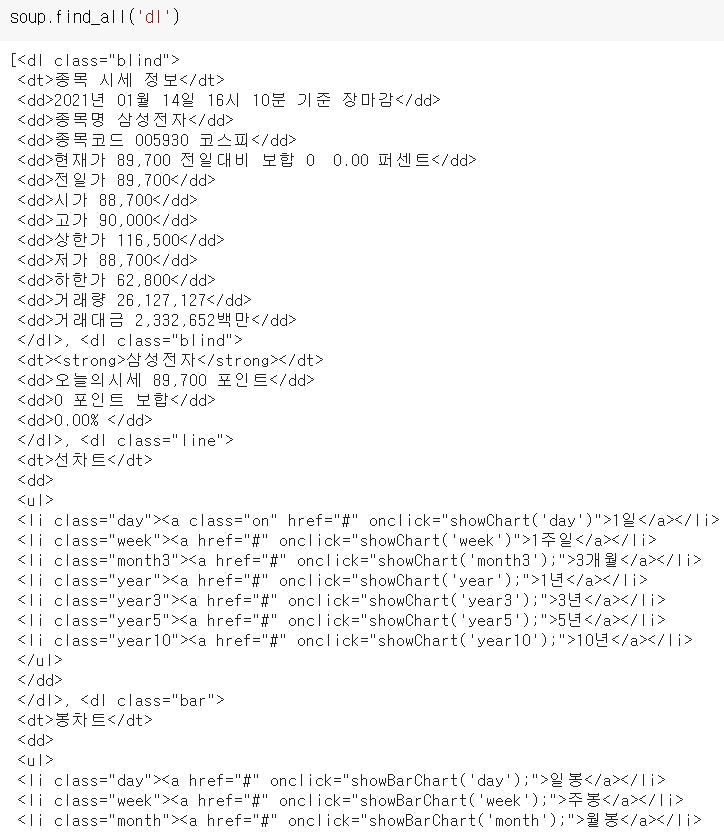 soup.find_all('dl')
[<dl class="blind">
<dt>종목 시세 정보</dt>
<dd>2021년 01월 14일 16시 10분 기준 장마감</dd>
<dd>종목명 삼성전자</dd>
<dd>종목코드 005930 코스피</dd>
<dd>현재가 89,700 전일대비 보합 0  0.00 퍼센트</dd>
<dd>전일가 89,700</dd>
<dd>시가 88,700</dd>
<dd>고가 90,000</dd>
<dd>상한가 116,500</dd>
<dd>저가 88,700</dd>
<dd>하한가 62,800</dd>
<dd>거래량 26,127,127</dd>
<dd>거래대금 2,332,652백만</dd>
</dl>, <dl class="blind">
<dt><strong>삼성전자</strong></dt>
<dd>오늘의시세 89,700 포인트</dd>
<dd>0 포인트 보합</dd>
<dd>0.00% </dd>
</dl>, <dl class="line">
<dt>선차트</dt>
<dd>
<ul>
<li class="day"><a class="on" href="#" onclick="showChart('day')">1일</a></li>
<li class="week"><a href="#" onclick="showChart('week')">1주일</a></li>
<li class="month3"><a href="#" onclick="showChart('month3');">3개월</a></li>
<li class="year"><a href="#" onclick="showChart('year');">1년</a></li>
<li class="year3"><a href="#" onclick="showChart('year3');">3년</a></li>
<li class="year5"><a href="#" onclick="showChart('year5');">5년</a></li>
<li class="year10"><a href="#" onclick="showChart('year10');">10년</a></li>
</ul>
</dd>
</dl>, <dl class="bar">
<dt>봉차트</dt>
<dd>
<ul>
<li class="day"><a href="#" onclick="showBarChart('day');">일봉</a></li>
<li class="week"><a href="#" onclick="showBarChart('week');">주봉</a></li>
<li class="month"><a href="#" onclick="showBarChart('month');">월봉</a></li>